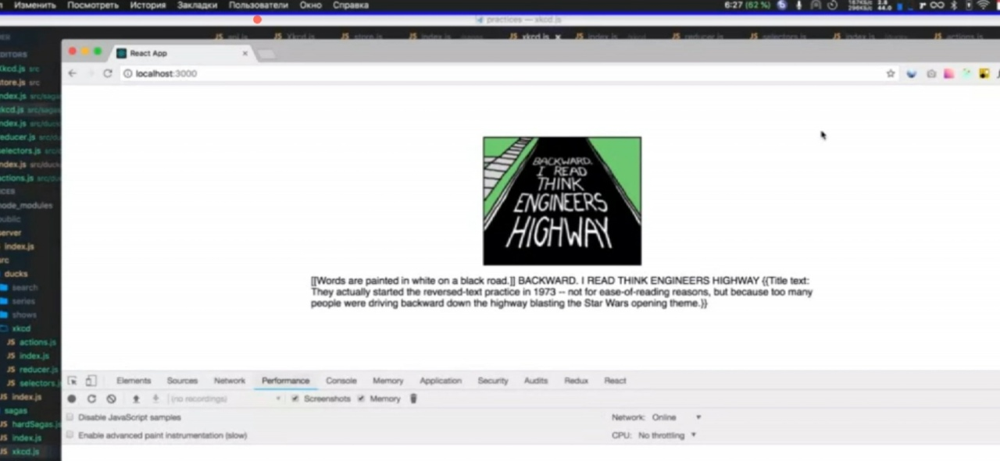 Изменить Посмотреть История Закладки Пользователи Окно Справка 6:27 (62 %)
practices — xkcd.js
xkcd.js × index.js reducer.js selectors.js index.js actions.js
React App ×
localhost:3000
xkcd.js src
store.js src
index.js src/sagas
xkcd.js src/sagas
index.js src/ducks
reducer.js src/du
selectors.js src/d
index.js src/duck
actions.js src/du
node_modules
public
server
index.js
src
ducks
search
series
shows
xkcd
JS actions.js
JS index.js
JS reducer.js
JS selectors.j
JS index.js
sagas
JS hardSagas.js
JS index.js
JS xkcd.js
BACKWARD.
I READ
THINK
ENGINEERS
HIGHWAY
[[Words are painted in white on a black road.]] BACKWARD. I READ THINK ENGINEERS HIGHWAY {{Title text:
They actually started the reversed-text practice in 1973 -- not for ease-of-reading reasons, but because too many
people were driving backward down the highway blasting the Star Wars opening theme.}}
Elements Sources Network Performance Console Memory Application Security Audits Redux React
(no recordings) Screenshots Memory
Disable JavaScript samples Network: Online
Enable advanced paint instrumentation (slow) CPU: No throttling